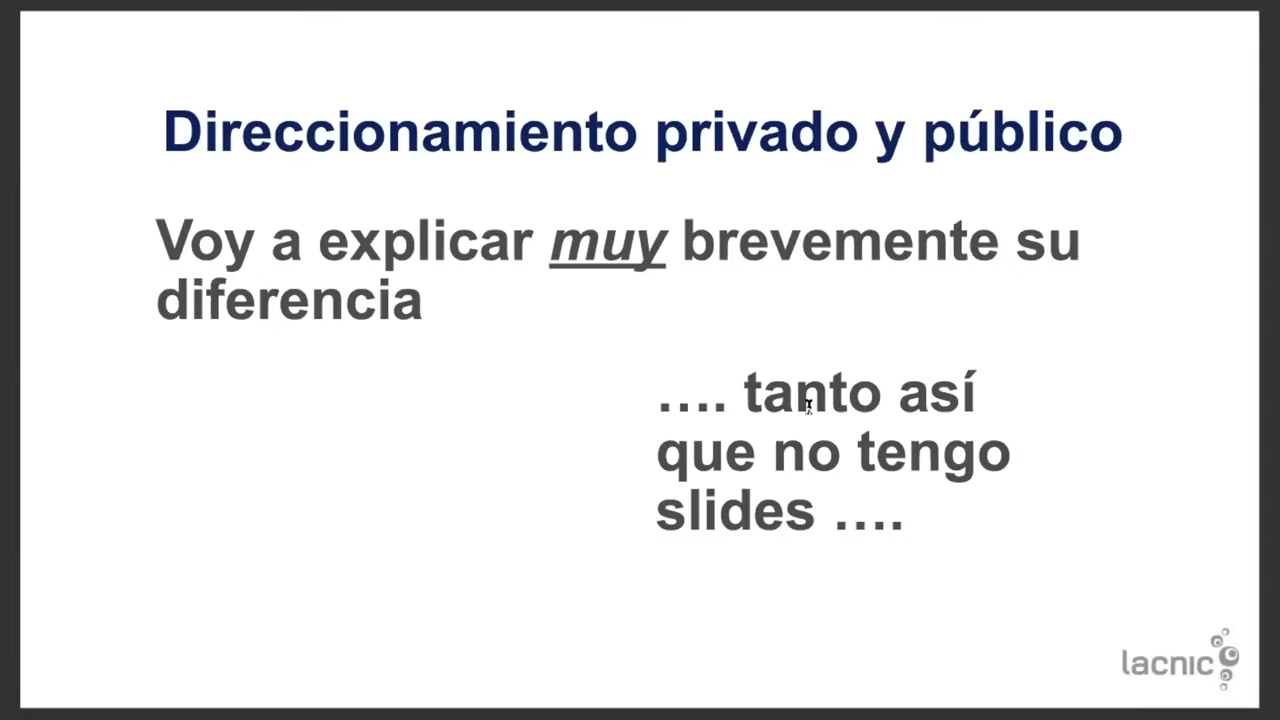 Direccionamiento privado y público
Voy a explicar muy brevemente su
diferencia
.... tanto así
que no tengo
slides ....
lacnic